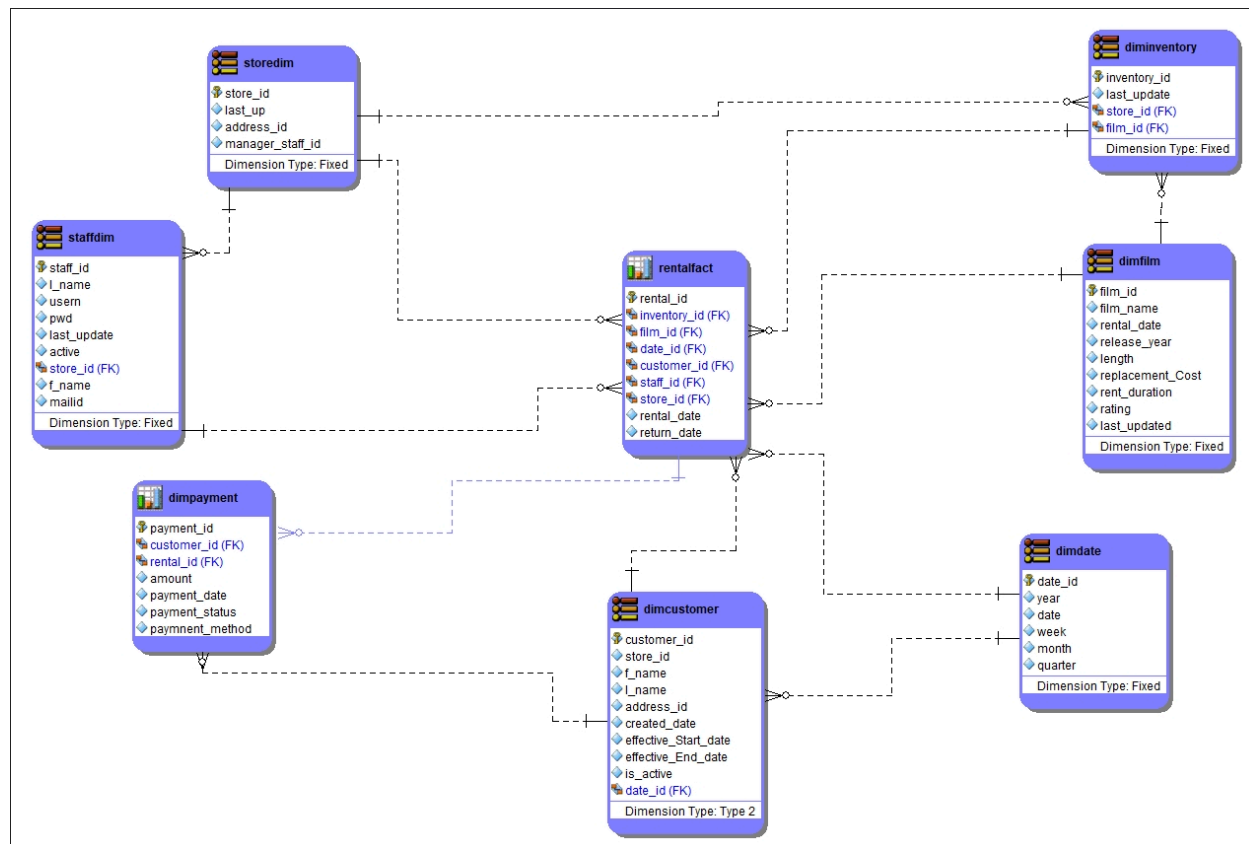 storedim
store_id
last_up
address_id
manager_staff_id
Dimension Type: Fixed
diminventory
inventory_id
last_update
store_id (FK)
film_id (FK)
Dimension Type: Fixed
staffdim
staff_id
l_name
usern
pwd
last_update
active
store_id (FK)
f_name
mailid
Dimension Type: Fixed
rentalfact
rental_id
inventory_id (FK)
film_id (FK)
date_id (FK)
customer_id (FK)
staff_id (FK)
store_id (FK)
rental_date
return_date
dimfilm
film_id
film_name
rental_date
release_year
length
replacement_Cost
rent_duration
rating
last_updated
Dimension Type: Fixed
dimpayment
payment_id
customer_id (FK)
rental_id (FK)
amount
payment_date
payment_status
paymnent_method
dimcustomer
customer_id
store_id
f_name
l_name
address_id
created_date
effective_Start_date
effective_End_date
is_active
date_id (FK)
Dimension Type: Type 2
dimdate
date_id
year
date
week
month
quarter
Dimension Type: Fixed